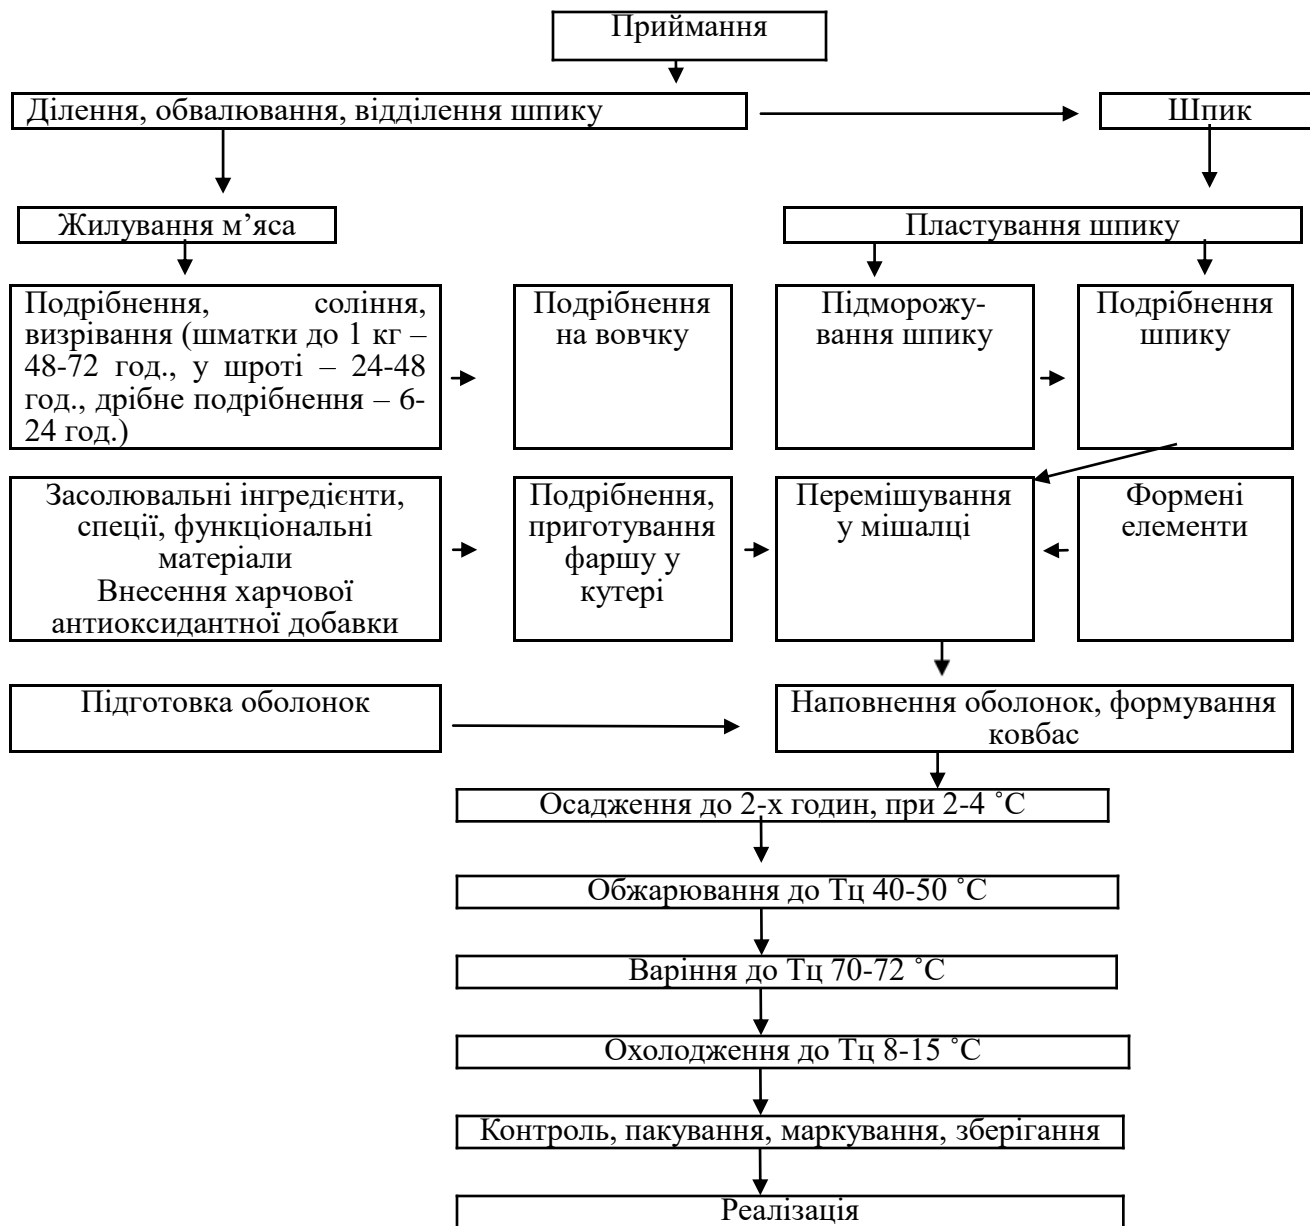 Приймання
Ділення, обвалювання, відділення шпику
Шпик
Жилування м’яса
Пластування шпику
Подрібнення, соління,
визрівання (шматки до 1 кг –
48-72 год., у шроті – 24-48
год., дрібне подрібнення – 6-
24 год.)
Подрібнення
на вовчку
Підморожу-
вання шпику
Подрібнення
шпику
Засолювальні інгредієнти,
спеції, функціональні
матеріали
Внесення харчової
антиоксидантної добавки
Подрібнення,
приготування
фаршу у
кутері
Перемішування
у мішалці
Формені
елементи
Підготовка оболонок
Наповнення оболонок, формування
ковбас
Осадження до 2-х годин, при 2-4 ˚С
Обжарювання до Тц 40-50 ˚С
Варіння до Тц 70-72 ˚С
Охолодження до Тц 8-15 ˚С
Контроль, пакування, маркування, зберігання
Реалізація